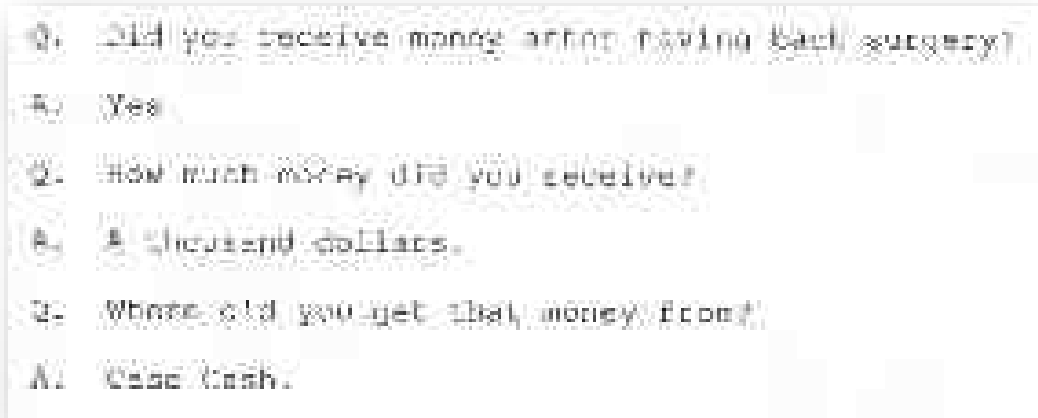 Q. Did you receive money after having back surgery?
A. Yes
Q. How much money did you receive?
A. A thousand dollars.
Q. Where did you get that money from?
A. Case Cash.